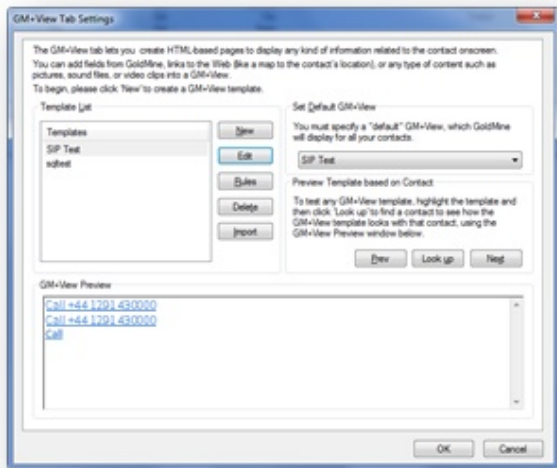 GM+View Tab Settings
The GM+View tab lets you create HTML-based pages to display any kind of information related to the contact onscreen.
You can add fields from GoldMine, links to the Web (like a map to the contact's location), or any type of content such as
pictures, sound files, or video clips into a GM+View.
To begin, please click 'New' to create a GM+View template.
Template List
Templates
SIP Test
sqltest
New
Edit
Rules
Delete
Import
Set Default GM+View
You must specify a "default" GM+View, which GoldMine
will display for all your contacts.
SIP Test
Preview Template based on Contact
To test any GM+View template, highlight the template and
then click 'Look up' to find a contact to see how the
GM+View template looks with that contact, using the
GM+View Preview window below.
Prev
Look up
Next
GM+View Preview
Call +44 1291 430000
Call +44 1291 430000
Call
OK
Cancel